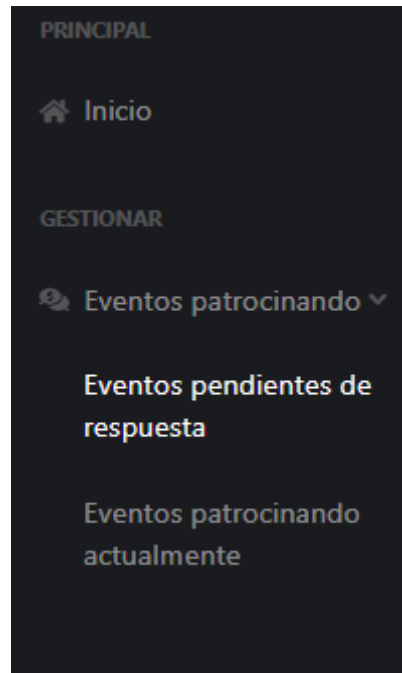 PRINCIPAL
Inicio
GESTIONAR
Eventos patrocinando
Eventos pendientes de
respuesta
Eventos patrocinando
actualmente